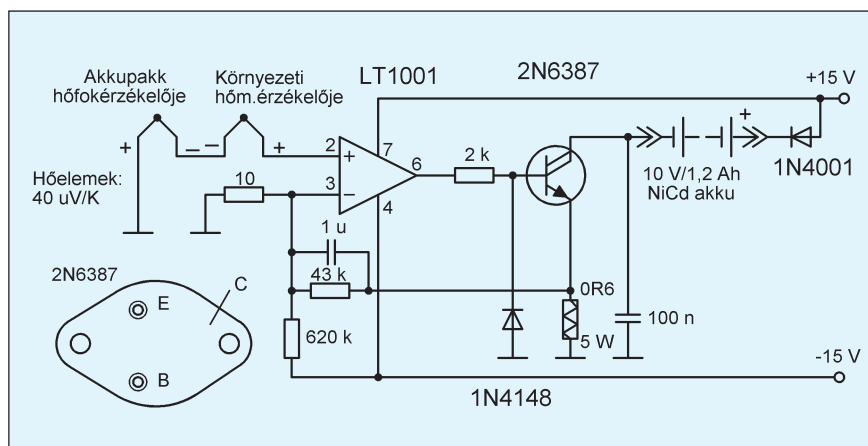 Akkupakk
hőfokérzékelője
Környezeti
hőm.érzékelője
LT1001
2N6387
+15 V
+
–
–
+
2
+
7
6
3
–
4
2 k
+
1N4001
10 V/1,2 Ah
NiCd akku
Hőelemek:
40 uV/K
10
1 u
43 k
620 k
0R6
5 W
100 n
-15 V
1N4148
2N6387
C
E
B